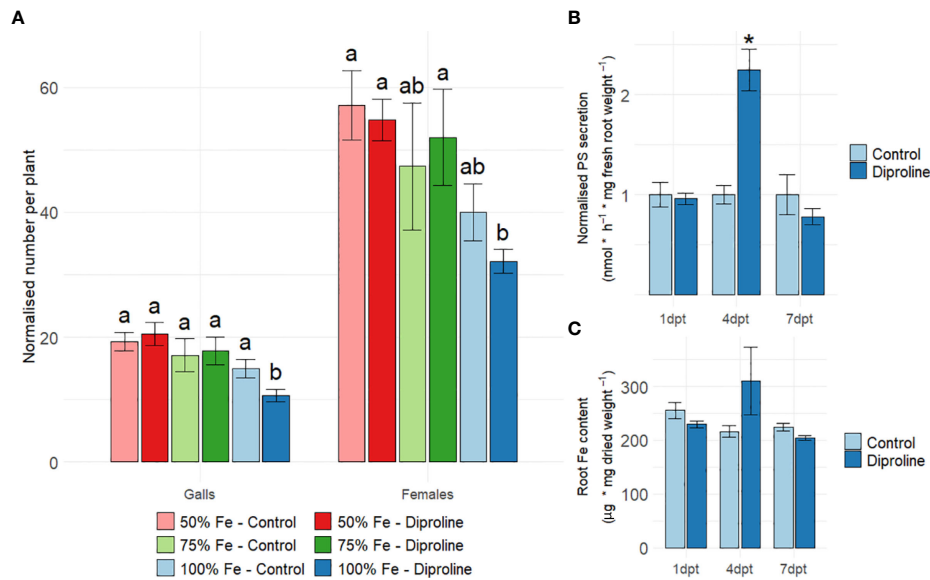 A
Normalised number per plant
60
40
20
0
a
a
a
a
a
b
a
a
ab
a
ab
b
Galls
Females
50% Fe - Control
50% Fe - Diproline
75% Fe - Control
75% Fe - Diproline
100% Fe - Control
100% Fe - Diproline
B
Normalised PS secretion
(nmol * h⁻¹ * mg fresh root weight ⁻¹)
2
1
*
1dpt
4dpt
7dpt
Control
Diproline
C
Root Fe content
(µg * mg dried weight⁻¹)
300
200
100
0
1dpt
4dpt
7dpt
Control
Diproline